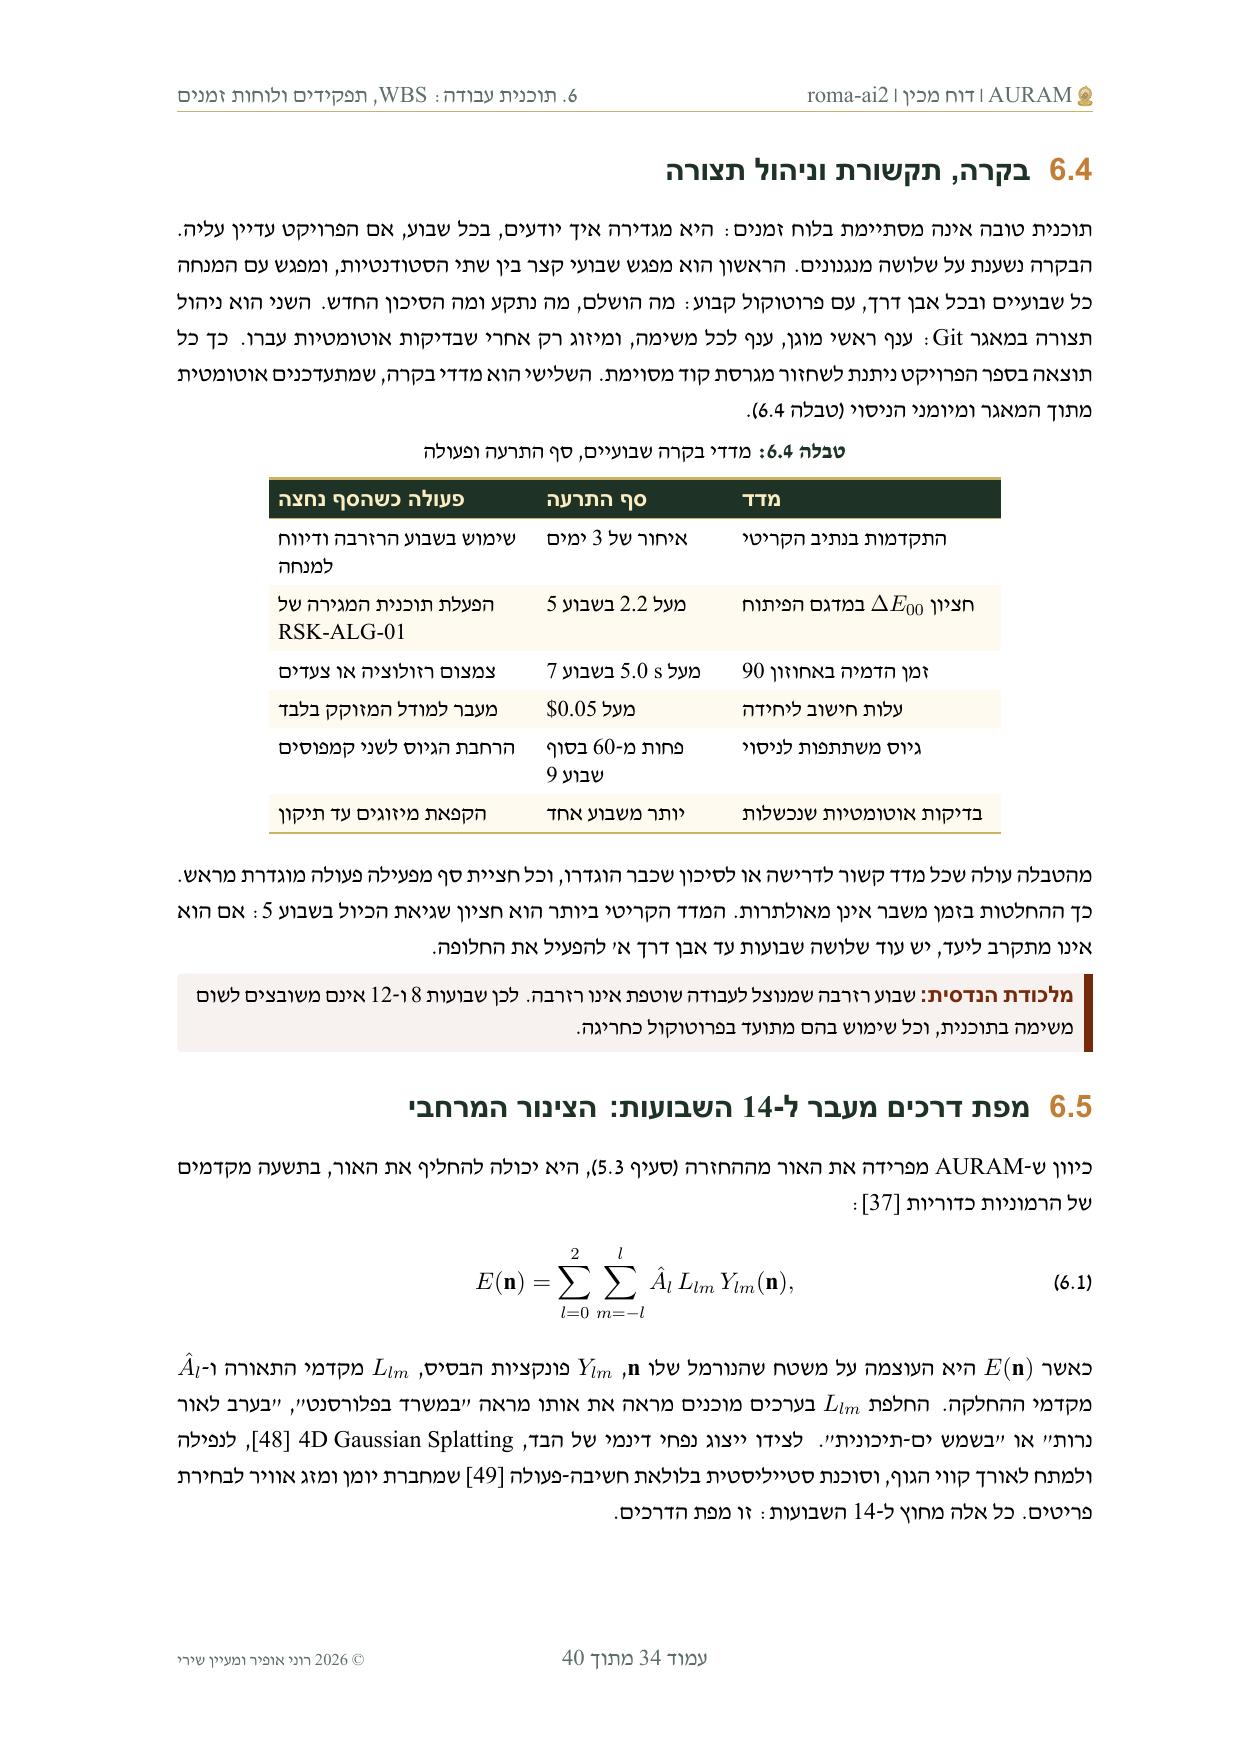 AURAM | דוח מכין | roma-ai2
6. תוכנית עבודה: WBS, תפקידים ולוחות זמנים
6.4 בקרה, תקשורת וניהול תצורה
תוכנית טובה אינה מסתיימת בלוח זמנים: היא מגדירה איך יודעים, בכל שבוע, אם הפרויקט עדיין עליה.
הבקרה נשענת על שלושה מנגנונים. הראשון הוא מפגש שבועי קצר בין שתי הסטודנטיות, ומפגש עם המנחה
כל שבועיים ובכל אבן דרך, עם פרוטוקול קבוע: מה הושלם, מה נתקע ומה הסיכון החדש. השני הוא ניהול
תצורה במאגר Git: ענף ראשי מוגן, ענף לכל משימה, ומיזוג רק אחרי שבדיקות אוטומטיות עברו. כך כל
תוצאה בספר הפרויקט ניתנת לשחזור מגרסת קוד מסוימת. השלישי הוא מדדי בקרה, שמתעדכנים אוטומטית
מתוך המאגר ומיומני הניסוי (טבלה 6.4).
טבלה 6.4: מדדי בקרה שבועיים, סף התרעה ופעולה
מדד סף התרעה פעולה כשהסף נחצה
התקדמות בנתיב הקריטי איחור של 3 ימים שימוש בשבוע הרזרבה ודיווח
למנחה
חציון ΔE₀₀ במדגם הפיתוח מעל 2.2 בשבוע 5 הפעלת תוכנית המגירה של
RSK-ALG-01
זמן הדמיה באחוזון 90 מעל 5.0 s בשבוע 7 צמצום רזולוציה או צעדים
עלות חישוב ליחידה מעל $0.05 מעבר למודל המזוקק בלבד
גיוס משתתפות לניסוי פחות מ-60 בסוף הרחבת הגיוס לשני קמפוסים
שבוע 9
בדיקות אוטומטיות שנכשלות יותר משבוע אחד הקפאת מיזוגים עד תיקון
מהטבלה עולה שכל מדד קשור לדרישה או לסיכון שכבר הוגדרו, וכל חציית סף מפעילה פעולה מוגדרת מראש.
כך ההחלטות בזמן משבר אינן מאולתרות. המדד הקריטי ביותר הוא חציון שגיאת הכיול בשבוע 5: אם הוא
אינו מתקרב ליעד, יש עוד שלושה שבועות עד אבן דרך א׳ להפעיל את החלופה.
מלכודת הנדסית: שבוע רזרבה שמנוצל לעבודה שוטפת אינו רזרבה. לכן שבועות 8 ו-12 אינם משובצים לשום
משימה בתוכנית, וכל שימוש בהם מתועד בפרוטוקול כחריגה.
6.5 מפת דרכים מעבר ל-14 השבועות: הצינור המרחבי
כיוון ש-AURAM מפרידה את האור מההחזרה (סעיף 5.3), היא יכולה להחליף את האור, בתשעה מקדמים
של הרמוניות כדוריות [37]:
E(n) = ∑_{l=0}^{2} ∑_{m=-l}^{l} Â_l L_{lm} Y_{lm}(n), (6.1)
כאשר E(n) היא העוצמה על משטח שהנורמל שלו n, Y_{lm} פונקציות הבסיס, L_{lm} מקדמי התאורה ו-Â_l
מקדמי ההחלקה. החלפת L_{lm} בערכים מוכנים מראה את אותו מראה ״במשרד בפלורסנט״, ״בערב לאור
נרות״ או ״בשמש ים-תיכונית״. לצידו ייצוג נפחי דינמי של הבד, 4D Gaussian Splatting [48], לנפילה
ולמתח לאורך קווי הגוף, וסוכנת סטייליסטית בלולאת חשיבה-פעולה [49] שמחברת יומן ומזג אוויר לבחירת
פריטים. כל אלה מחוץ ל-14 השבועות: זו מפת הדרכים.
עמוד 34 מתוך 40
© 2026 רוני אופיר ומעיין שירי